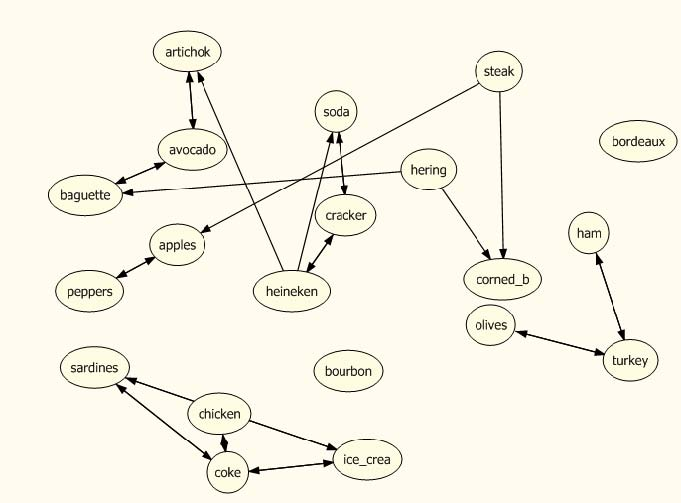 artichok
steak
soda
bordeaux
avocado
hering
baguette
cracker
ham
apples
corned_b
peppers
heineken
olives
turkey
sardines
bourbon
chicken
ice_crea
coke